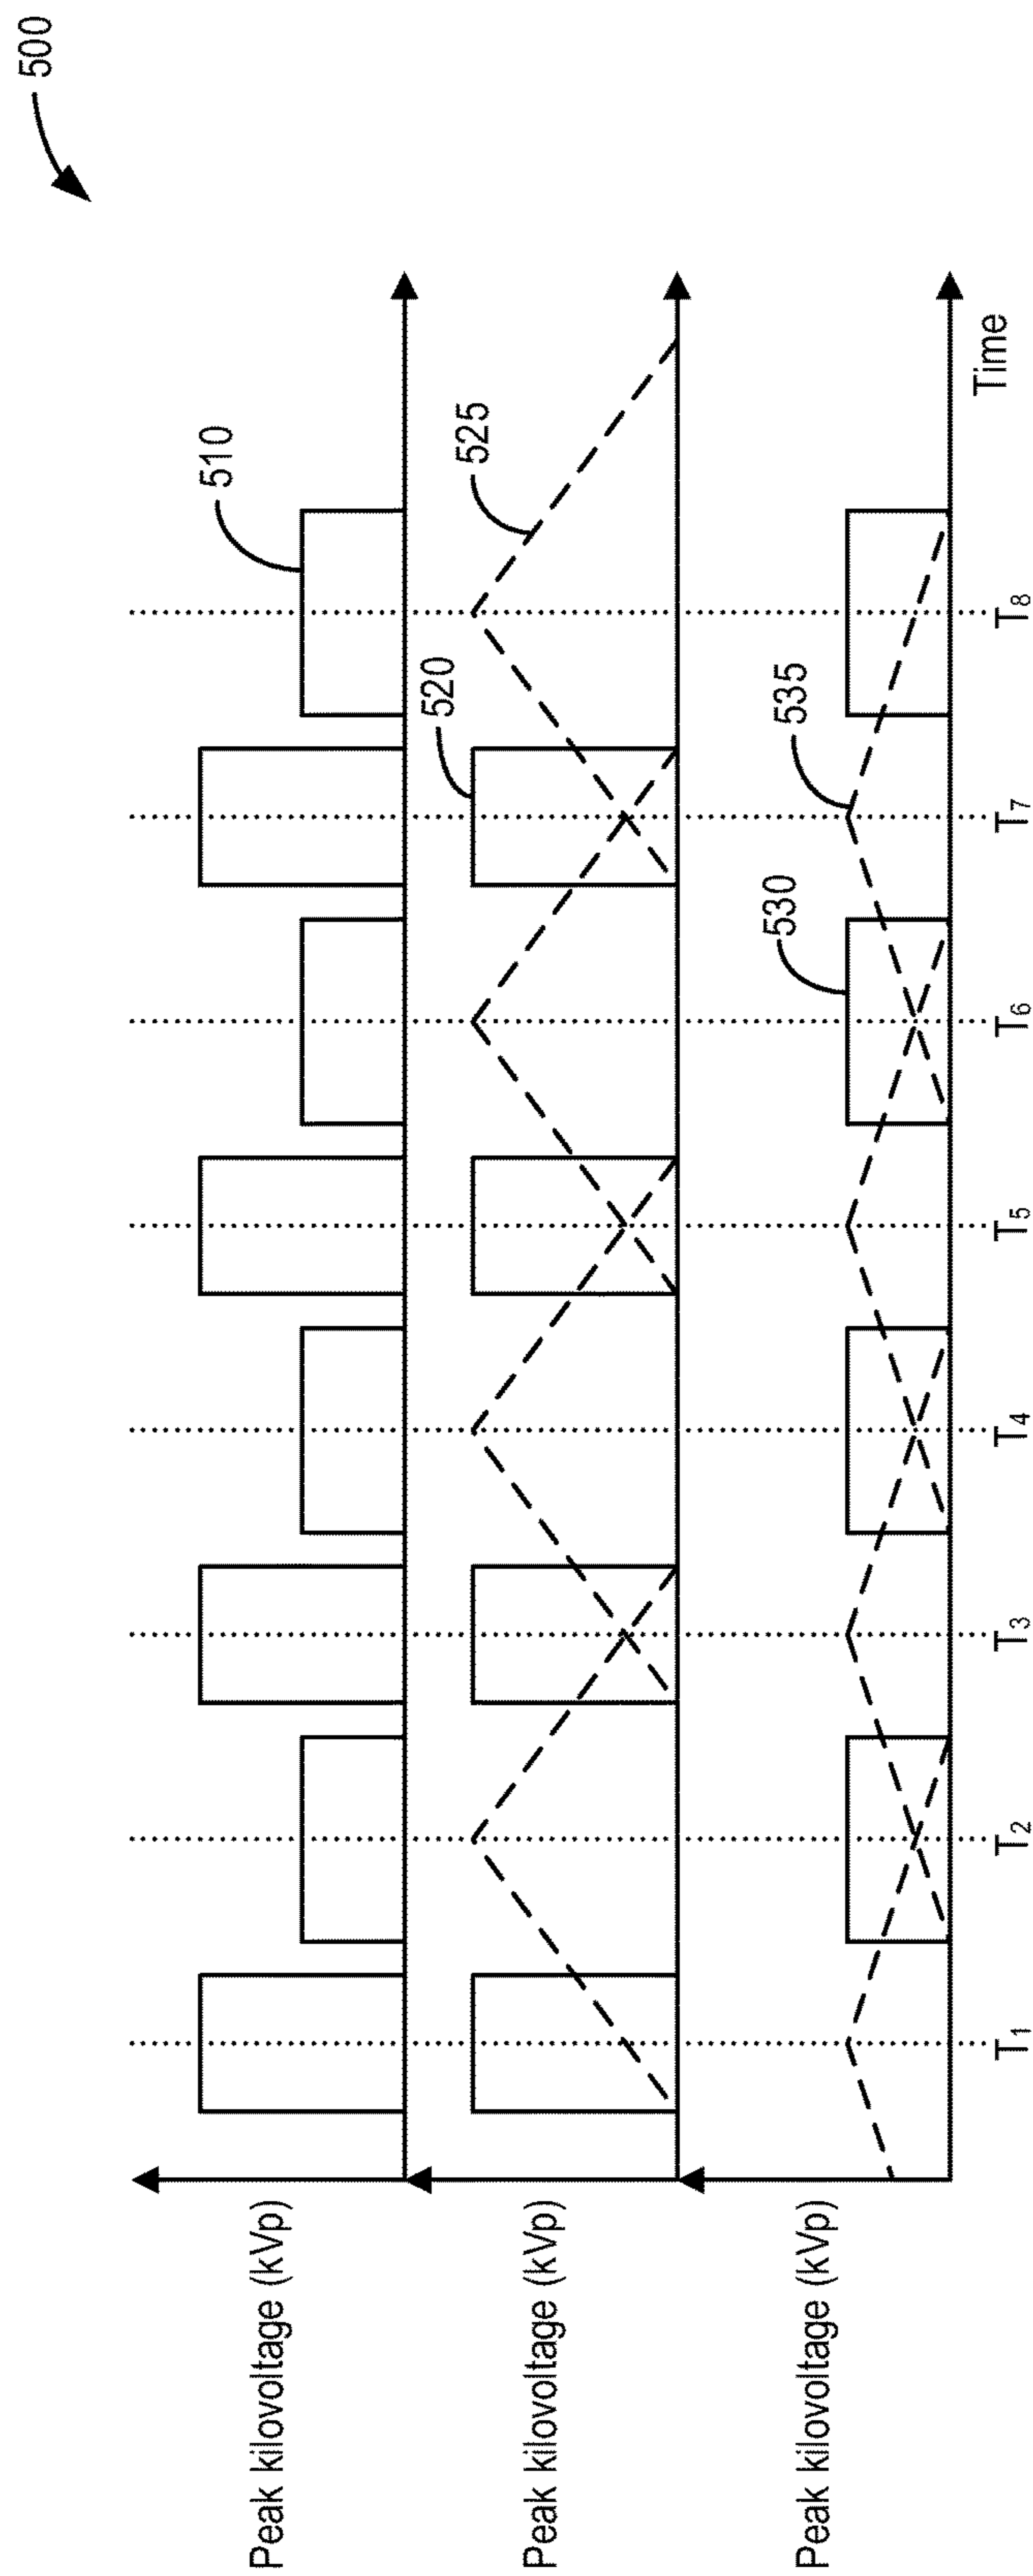 500
Peak kilovoltage (kVp)
510
Peak kilovoltage (kVp)
520
525
Peak kilovoltage (kVp)
530
535
T1
T2
T3
T4
T5
T6
T7
T8
Time